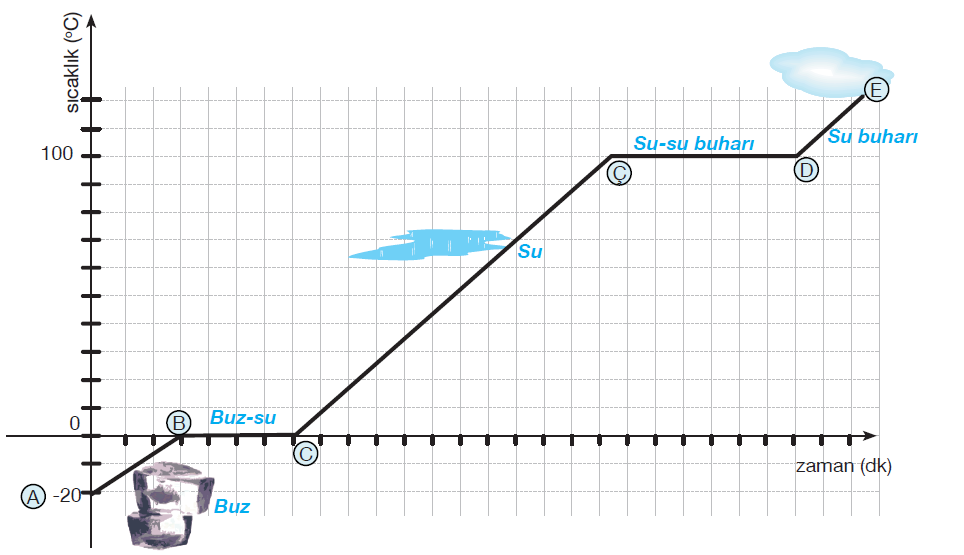 sıcaklık (°C)
E
Su-su buharı
Su buharı
100
Ç
D
Su
0
B
Buz-su
C
zaman (dk)
A
-20
Buz